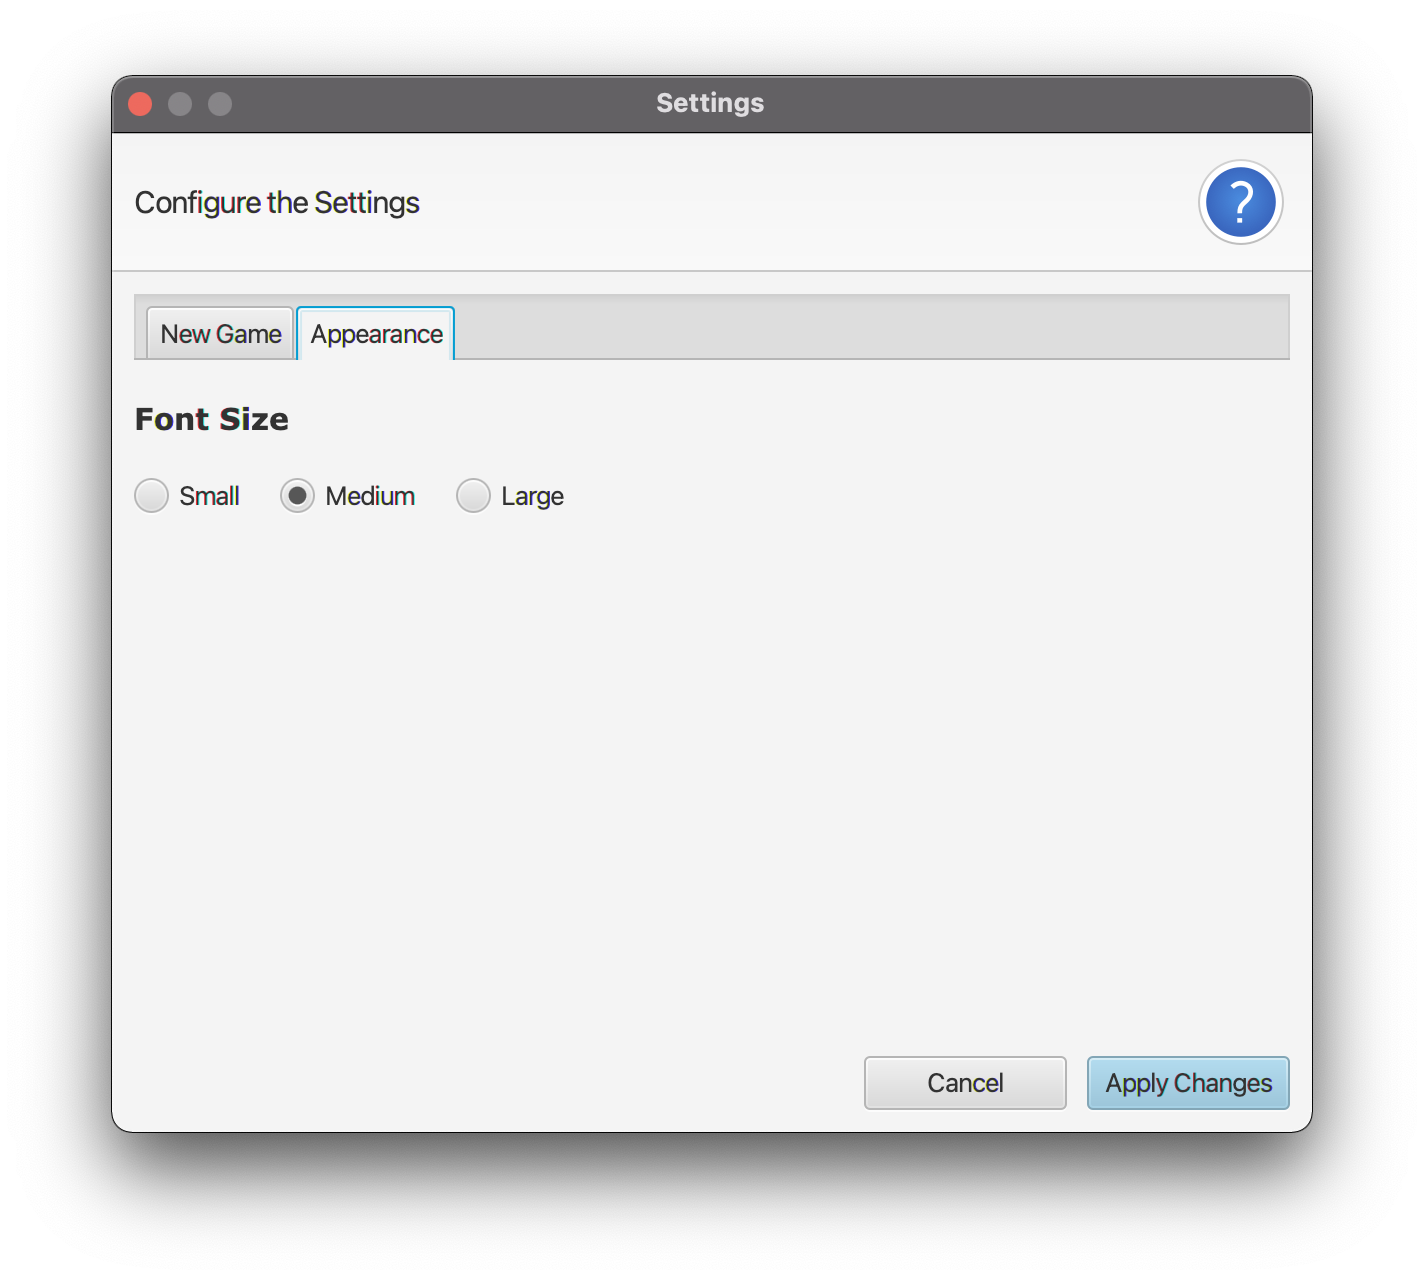 Settings
Configure the Settings
?
New Game Appearance
Font Size
Small Medium Large
Cancel Apply Changes